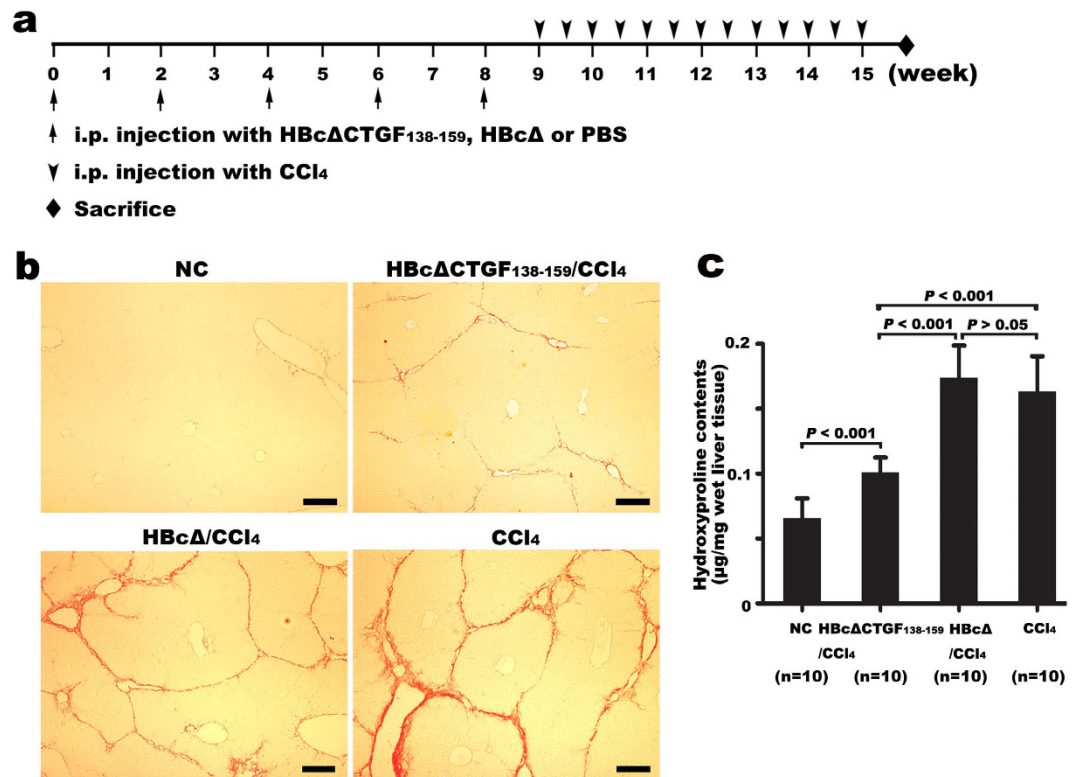 a
0 1 2 3 4 5 6 7 8 9 10 11 12 13 14 15 (week)
i.p. injection with HBcΔCTGF138-159, HBcΔ or PBS
i.p. injection with CCl4
Sacrifice
b
NC
HBcΔCTGF138-159/CCl4
HBcΔ/CCl4
CCl4
c
P < 0.001
P < 0.001 P > 0.05
P < 0.001
0.2
0.1
0
Hydroxyproline contents
(µg/mg wet liver tissue)
NC HBcΔCTGF138-159 HBcΔ CCl4
/CCl4 /CCl4
(n=10) (n=10) (n=10) (n=10)